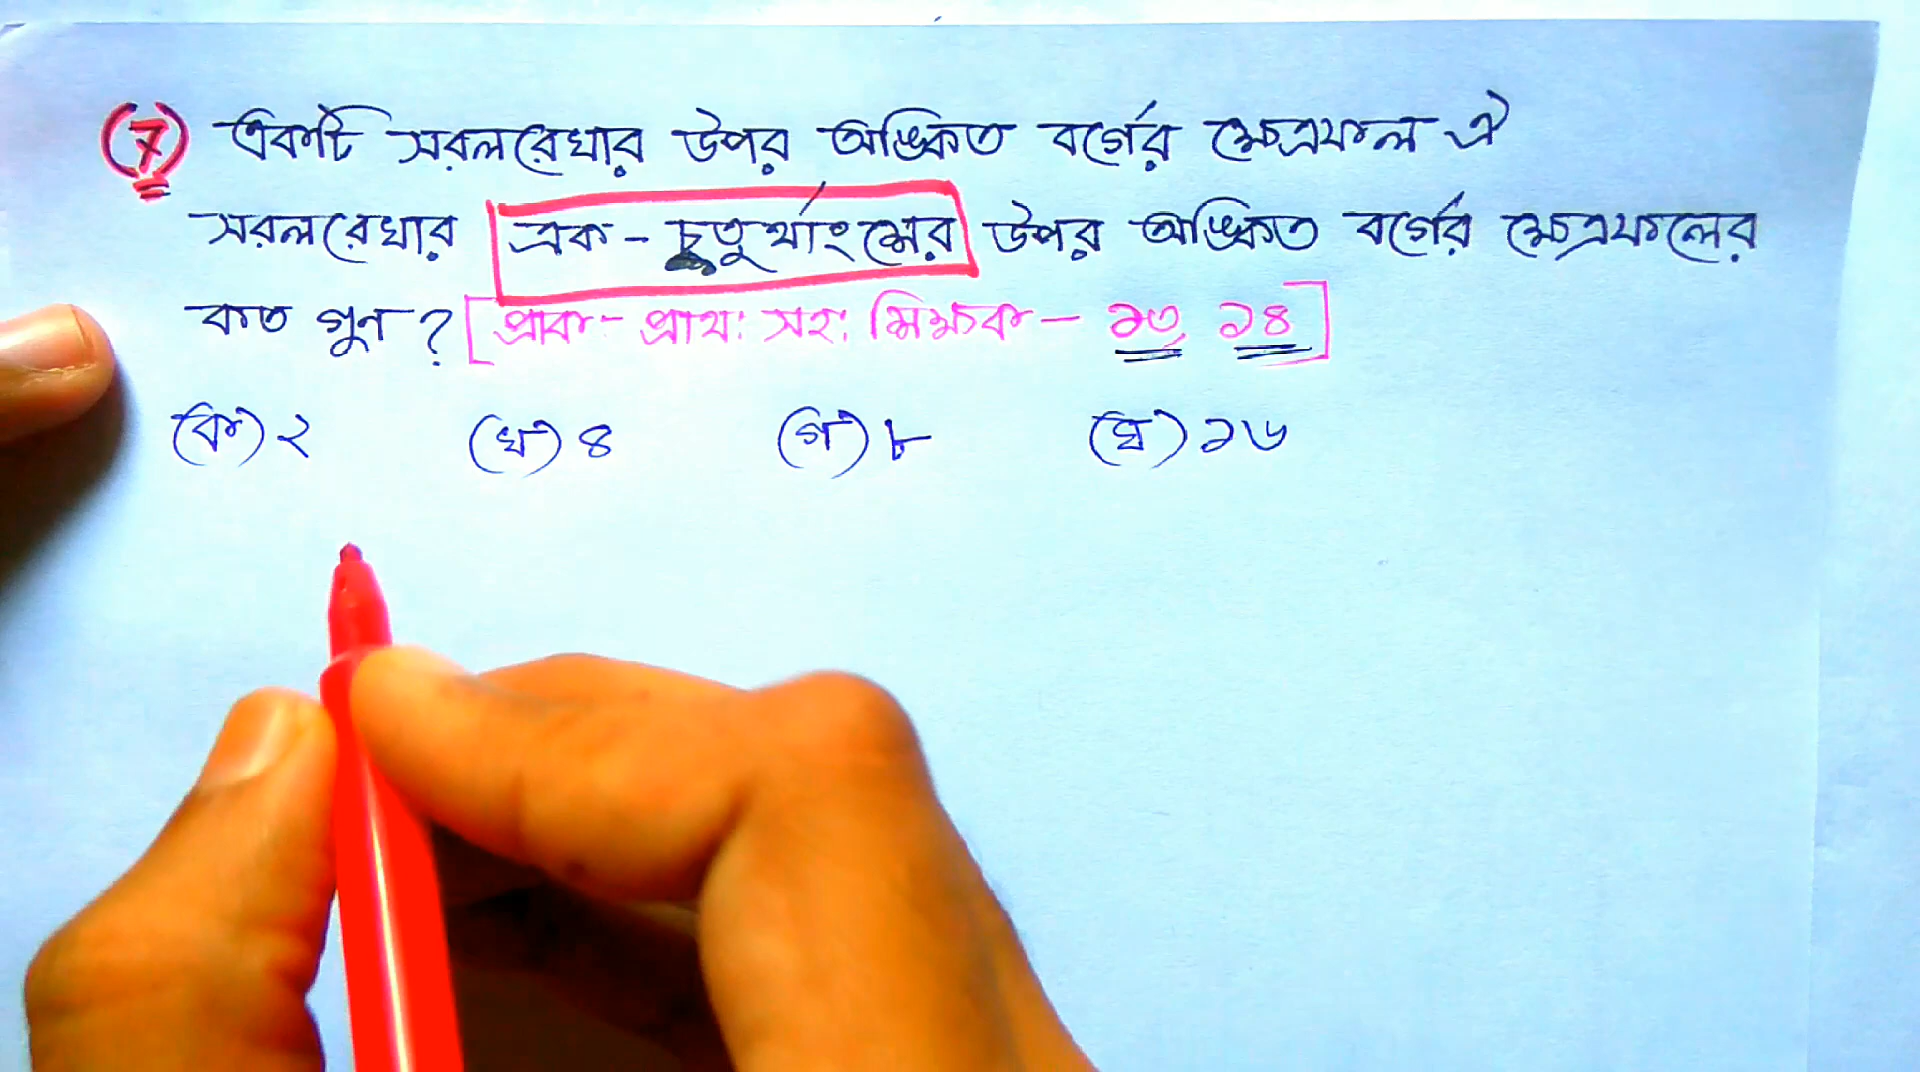 (7) একটি সরলরেখার উপর অঙ্কিত বর্গের ক্ষেত্রফল ঐ
সরলরেখার এক-চতুর্থাংশের উপর অঙ্কিত বর্গের ক্ষেত্রফলের
কত গুন? [প্রাক-প্রাথ: সহ: শিক্ষক - ১৩, ১৪]
(ক) ২ (খ) ৪ (গ) ৮ (ঘ) ১৬